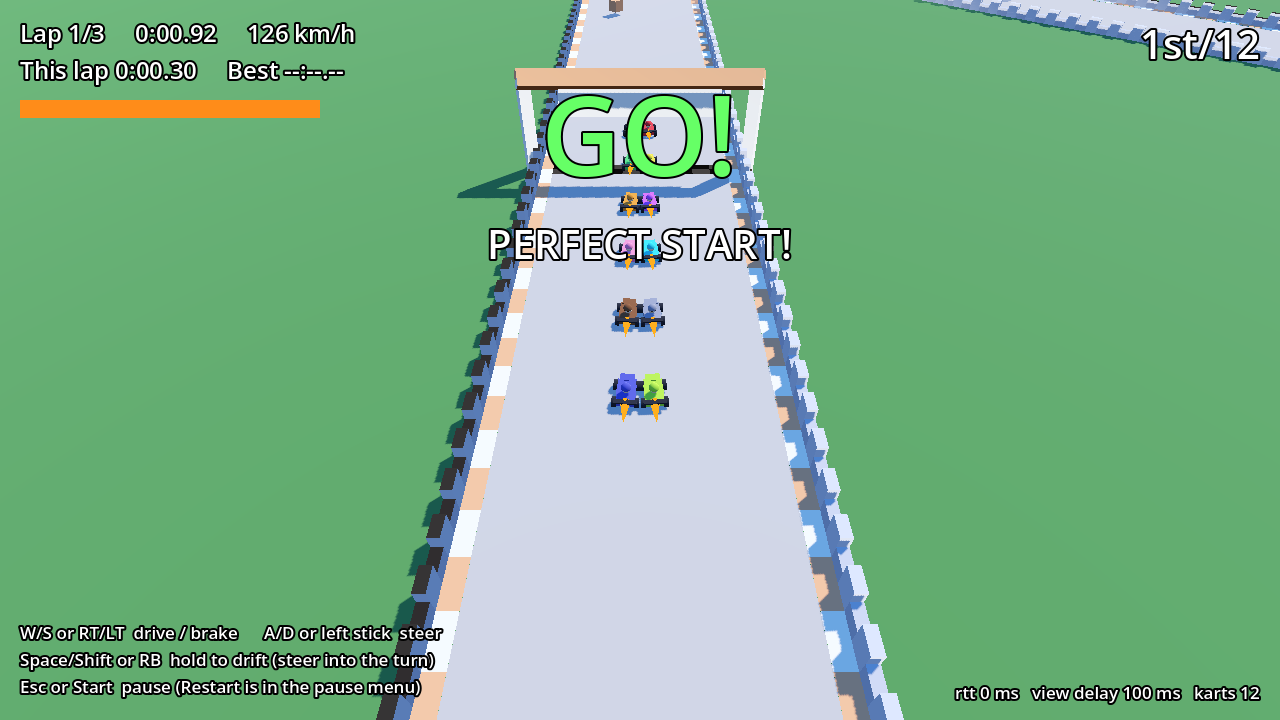 Lap 1/3 0:00.92 126 km/h
This lap 0:00.30 Best --:--.--
1st/12
GO!
PERFECT START!
W/S or RT/LT drive / brake A/D or left stick steer
Space/Shift or RB hold to drift (steer into the turn)
Esc or Start pause (Restart is in the pause menu)
rtt 0 ms view delay 100 ms karts 12